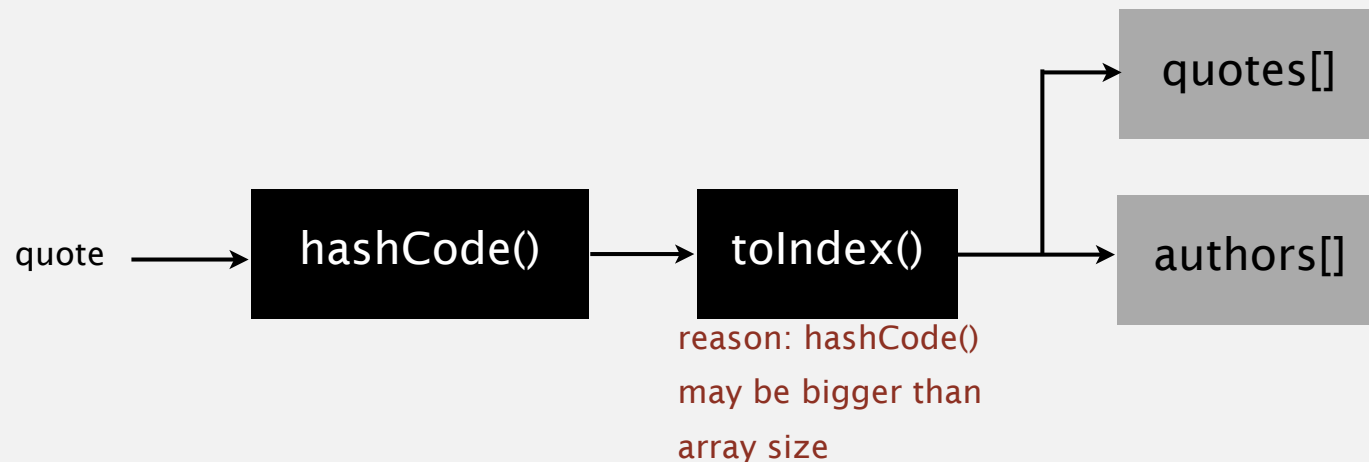 quote
hashCode()
toIndex()
quotes[]
authors[]
reason: hashCode()
may be bigger than
array size